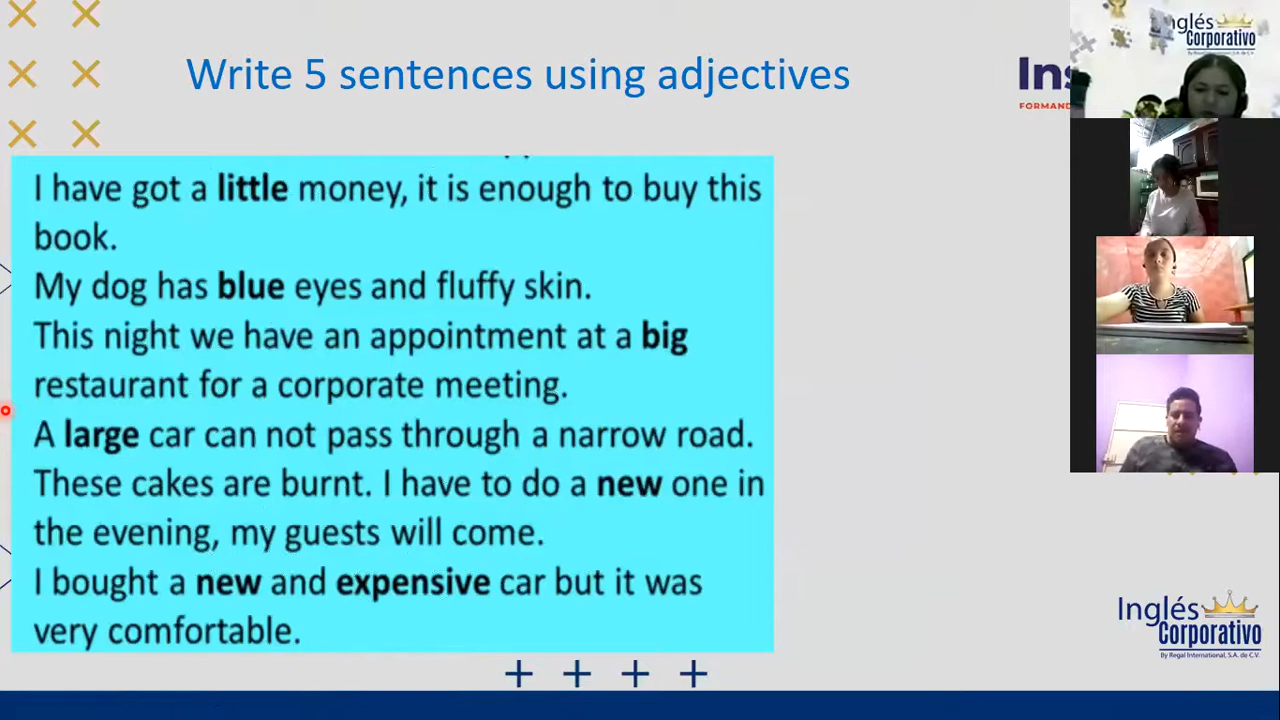 Write 5 sentences using adjectives
I have got a little money, it is enough to buy this
book.
My dog has blue eyes and fluffy skin.
This night we have an appointment at a big
restaurant for a corporate meeting.
A large car can not pass through a narrow road.
These cakes are burnt. I have to do a new one in
the evening, my guests will come.
I bought a new and expensive car but it was
very comfortable.
Inglés
Corporativo
Inglés
Corporativo
By Regal International, S.A. de C.V.